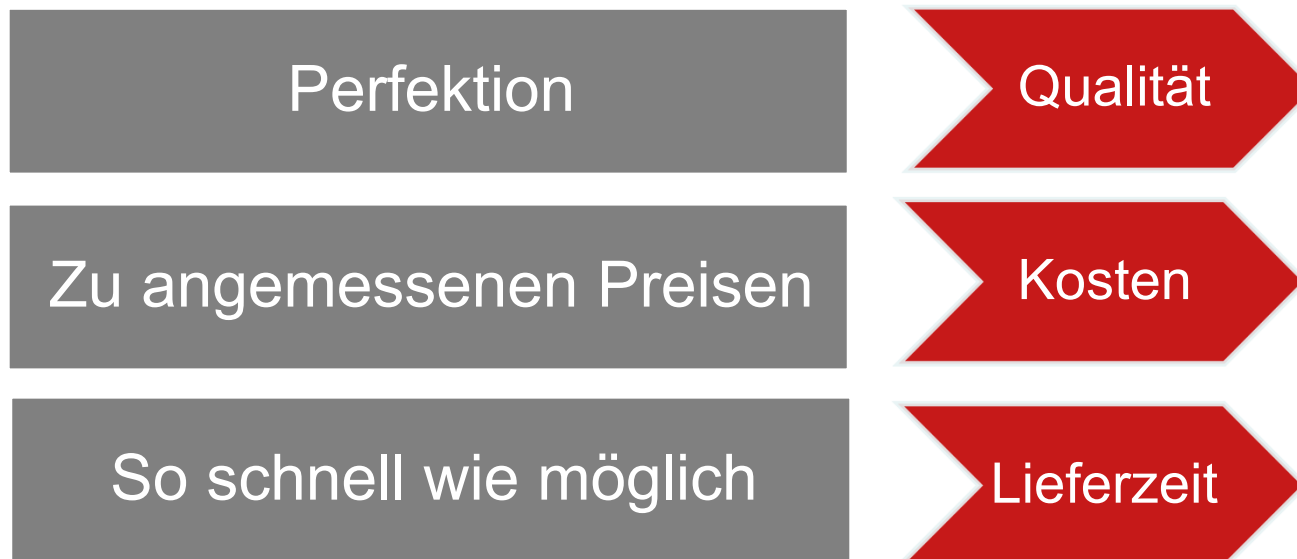 Perfektion
Qualität
Zu angemessenen Preisen
Kosten
So schnell wie möglich
Lieferzeit